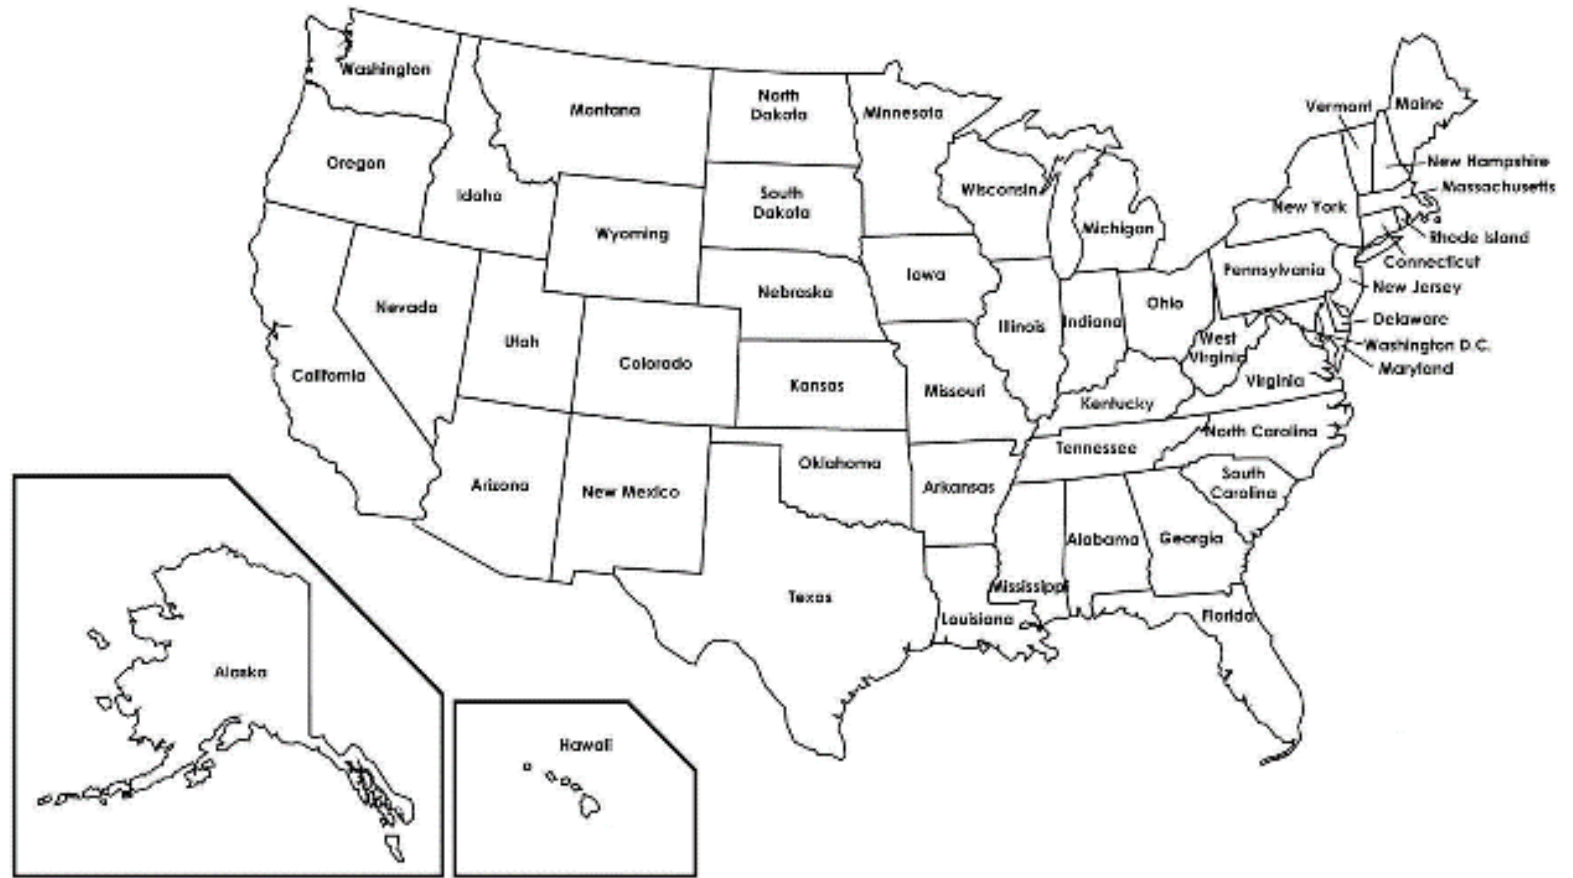 Washington
Montana
North
Dakota
Minnesota
Vermont
Maine
Oregon
Idaho
Wyoming
South
Dakota
Wisconsin
Michigan
New York
New Hampshire
Massachusetts
Rhode Island
Connecticut
New Jersey
Delaware
Washington D.C.
Maryland
Nevada
Utah
Colorado
Nebraska
Iowa
Illinois
Indiana
Ohio
Pennsylvania
West
Virginia
Virginia
California
Kansas
Missouri
Kentucky
Arizona
New Mexico
Oklahoma
Arkansas
Tennessee
North Carolina
South
Carolina
Texas
Louisiana
Mississippi
Alabama
Georgia
Florida
Alaska
Hawaii